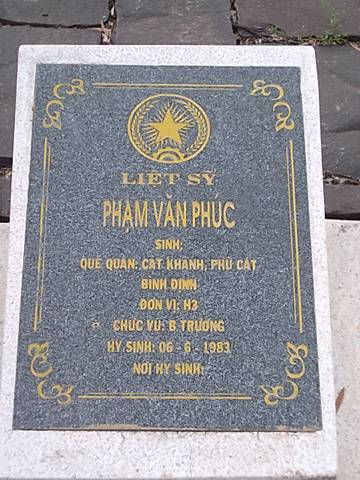 LIỆT SỸ
PHẠM VĂN PHUC
SINH:
QUÊ QUÁN: CÁT KHÁNH, PHÙ CÁT
BÌNH ĐỊNH
ĐƠN VỊ: H3
CHỨC VỤ: B TRƯỞNG
HY SINH: 06 - 6 - 1983
NƠI HY SINH: